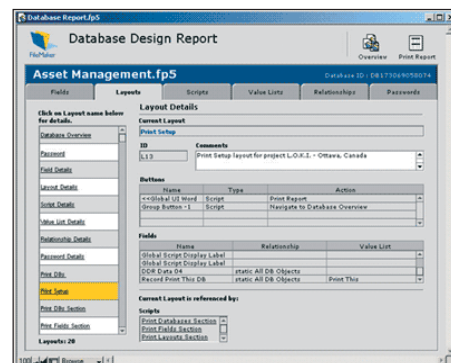 Database Report.fp5
Database Design Report
FileMaker
Overview
Print Report
Asset Management.fp5
Database ID : DB173069058074
Fields
Layouts
Scripts
Value Lists
Relationships
Passwords
Click on Layout name below for details.
Database Overview
Password
Field Details
Layout Details
Script Details
Value List Details
Relationship Details
Password Details
Print DBs
Print Setup
Print DBs Section
Print Fields Section
Layouts: 20
Layout Details
Current Layout
Print Setup
ID
L13
Comments
Print Setup layout for project L.O.K.I. - Ottawa, Canada
Buttons
Name Type Action
<<Global UI Word Script Print Report
Group Button -1 Script Navigate to Database Overview
Fields
Name Relationship Value List
Global Script Display Label
Global Script Display Label
DDR Data 04 static All DB Objects
Record Print This DB static All DB Objects Print This
Current Layout is referenced by:
Scripts
Print Databases Section
Print Fields Section
Print Layouts Section
100 Browse